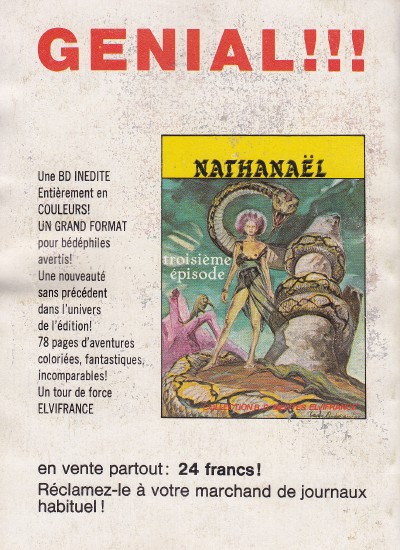 GENIAL!!!
NATHANAËL
troisième
épisode
Une BD INEDITE
Entièrement en
COULEURS!
UN GRAND FORMAT
pour bédéphiles
avertis!
Une nouveauté
sans précédent
dans l'univers
de l'édition!
78 pages d'aventures
coloriées, fantastiques,
incomparables!
Un tour de force
ELVIFRANCE
en vente partout: 24 francs!
Réclamez-le à votre marchand de journaux
habituel!